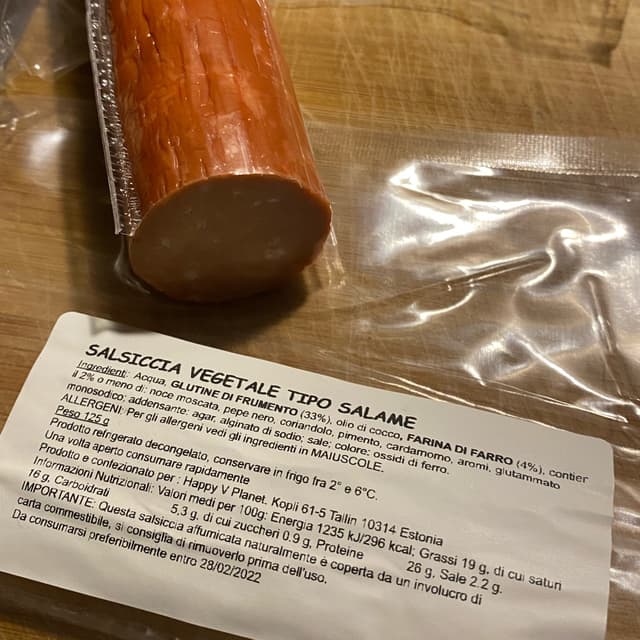 SALSICCIA VEGETALE TIPO SALAME
Ingredienti: Acqua, GLUTINE DI FRUMENTO (33%), olio di cocco, FARINA DI FARRO (4%), contier
il 2% o meno di: noce moscata, pepe nero, coriandolo, pimento, cardamomo, aromi, glutammato
monosodico; addensante: agar, alginato di sodio; sale; colore: ossidi di ferro.
ALLERGENI: Per gli allergeni vedi gli ingredienti in MAIUSCOLE.
Peso 125 g
Prodotto refrigerato decongelato, conservare in frigo fra 2° e 6°C.
Una volta aperto consumare rapidamente
Prodotto e confezionato per : Happy V Planet. Kopli 61-5 Tallin 10314 Estonia
Informazioni Nutrizionali: Valori medi per 100g: Energia 1235 kJ/296 kcal; Grassi 19 g, di cui saturi
16 g, Carboidrati 5,3 g, di cui zuccheri 0.9 g, Proteine 26 g, Sale 2.2 g.
IMPORTANTE: Questa salsiccia affumicata naturalmente è coperta da un involucro di
carta commestibile, si consiglia di rimuoverlo prima dell'uso.
Da consumarsi preferibilmente entro 28/02/2022